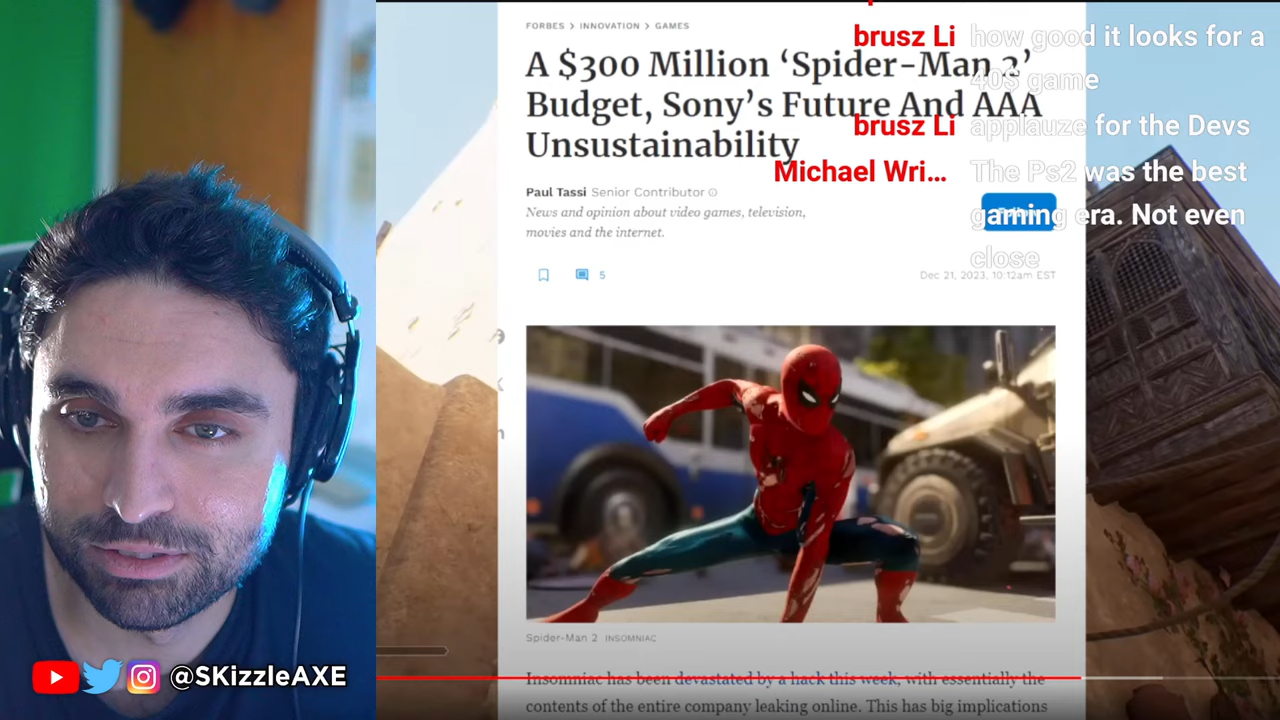 FORBES > INNOVATION > GAMES
A $300 Million ‘Spider-Man 2’
Budget, Sony’s Future And AAA
Unsustainability
Paul Tassi Senior Contributor
News and opinion about video games, television,
movies and the internet.
5
Dec 21, 2023, 10:12am EST
brusz Li how good it looks for a
40$ game
brusz Li applauze for the Devs
Michael Wri... The Ps2 was the best
gaming era. Not even
close
Spider-Man 2 INSOMNIAC
Insomniac has been devastated by a hack this week, with essentially the
contents of the entire company leaking online. This has big implications
@SKizzleAXE